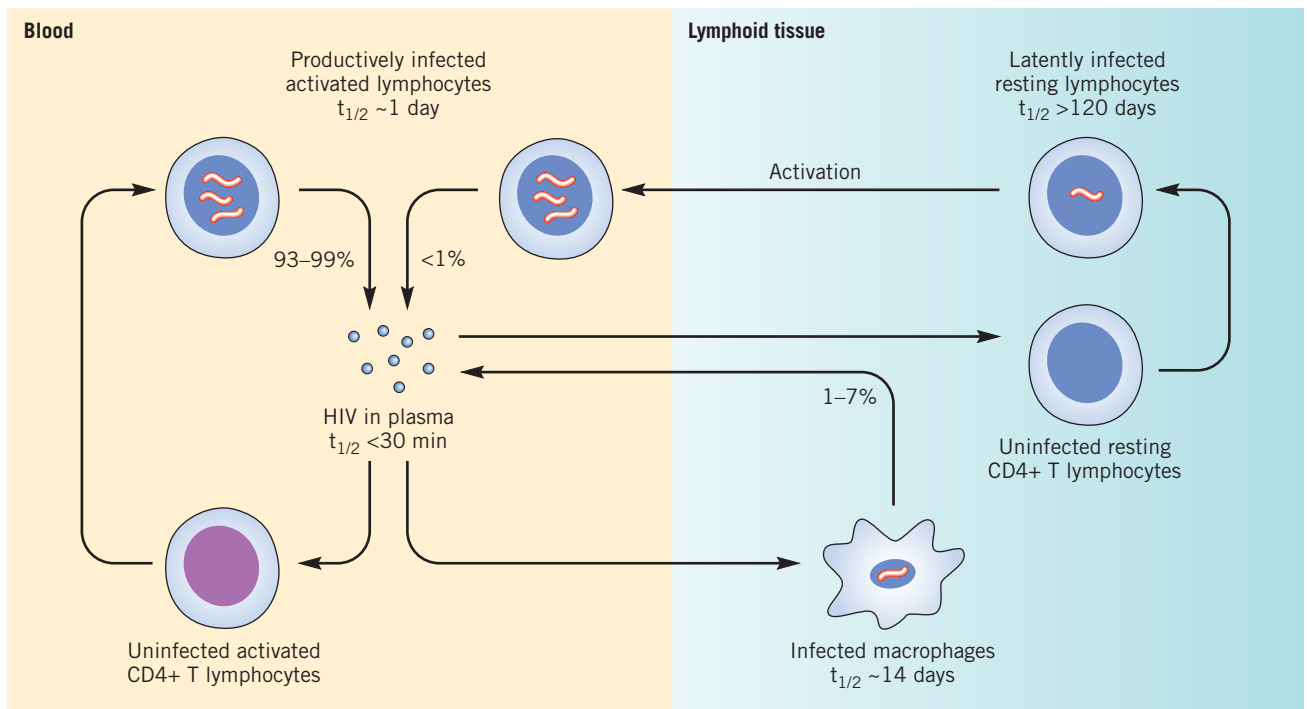 Blood
Lymphoid tissue
Productively infected
activated lymphocytes
t1/2 ~1 day
Latently infected
resting lymphocytes
t1/2 >120 days
Activation
93–99%
<1%
HIV in plasma
t1/2 <30 min
1–7%
Uninfected resting
CD4+ T lymphocytes
Uninfected activated
CD4+ T lymphocytes
Infected macrophages
t1/2 ~14 days